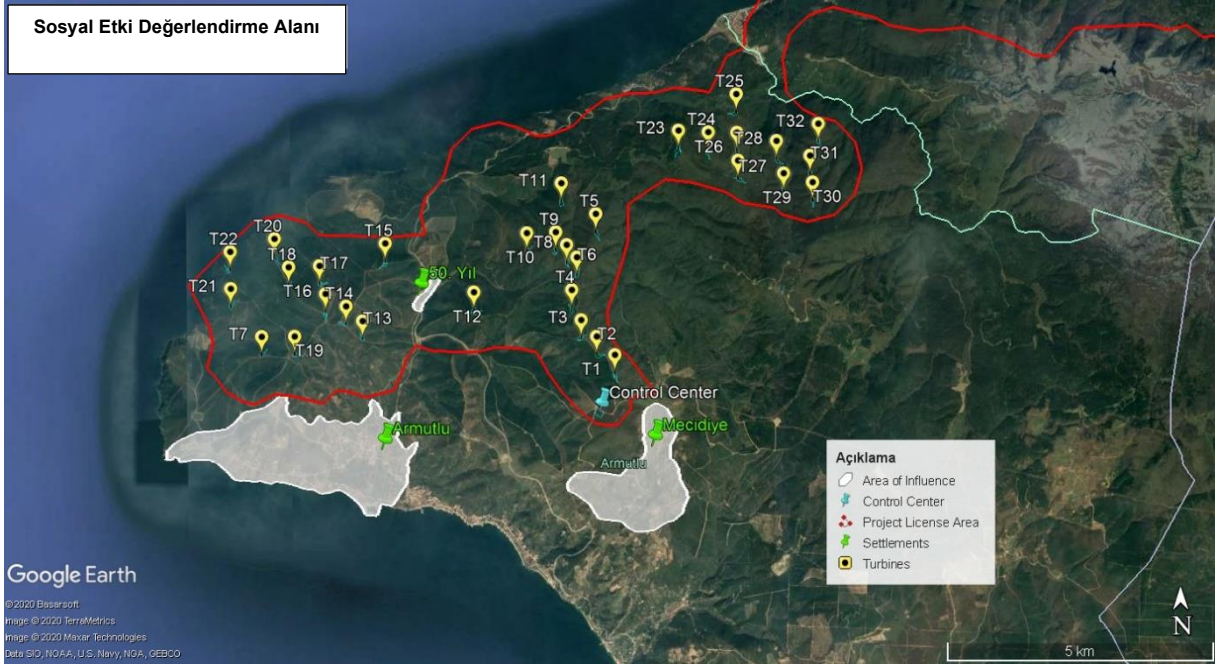 Sosyal Etki Değerlendirme Alanı
T25
T23
T24
T28
T32
T26
T31
T27
T29
T30
T11
T5
T9
T8
T10
T6
T4
T20
T15
T22
T18
T17
50. Yıl
T21
T16
T14
T12
T13
T3
T2
T7
T19
T1
Control Center
Armutlu
Mecidiye
Armutlu
Açıklama
Area of Influence
Control Center
Project License Area
Settlements
Turbines
Google Earth
©2020 Basarsoft
Image © 2020 TerraMetrics
Image © 2020 Maxar Technologies
Data SIO, NOAA, U.S. Navy, NGA, GEBCO
N
5 km